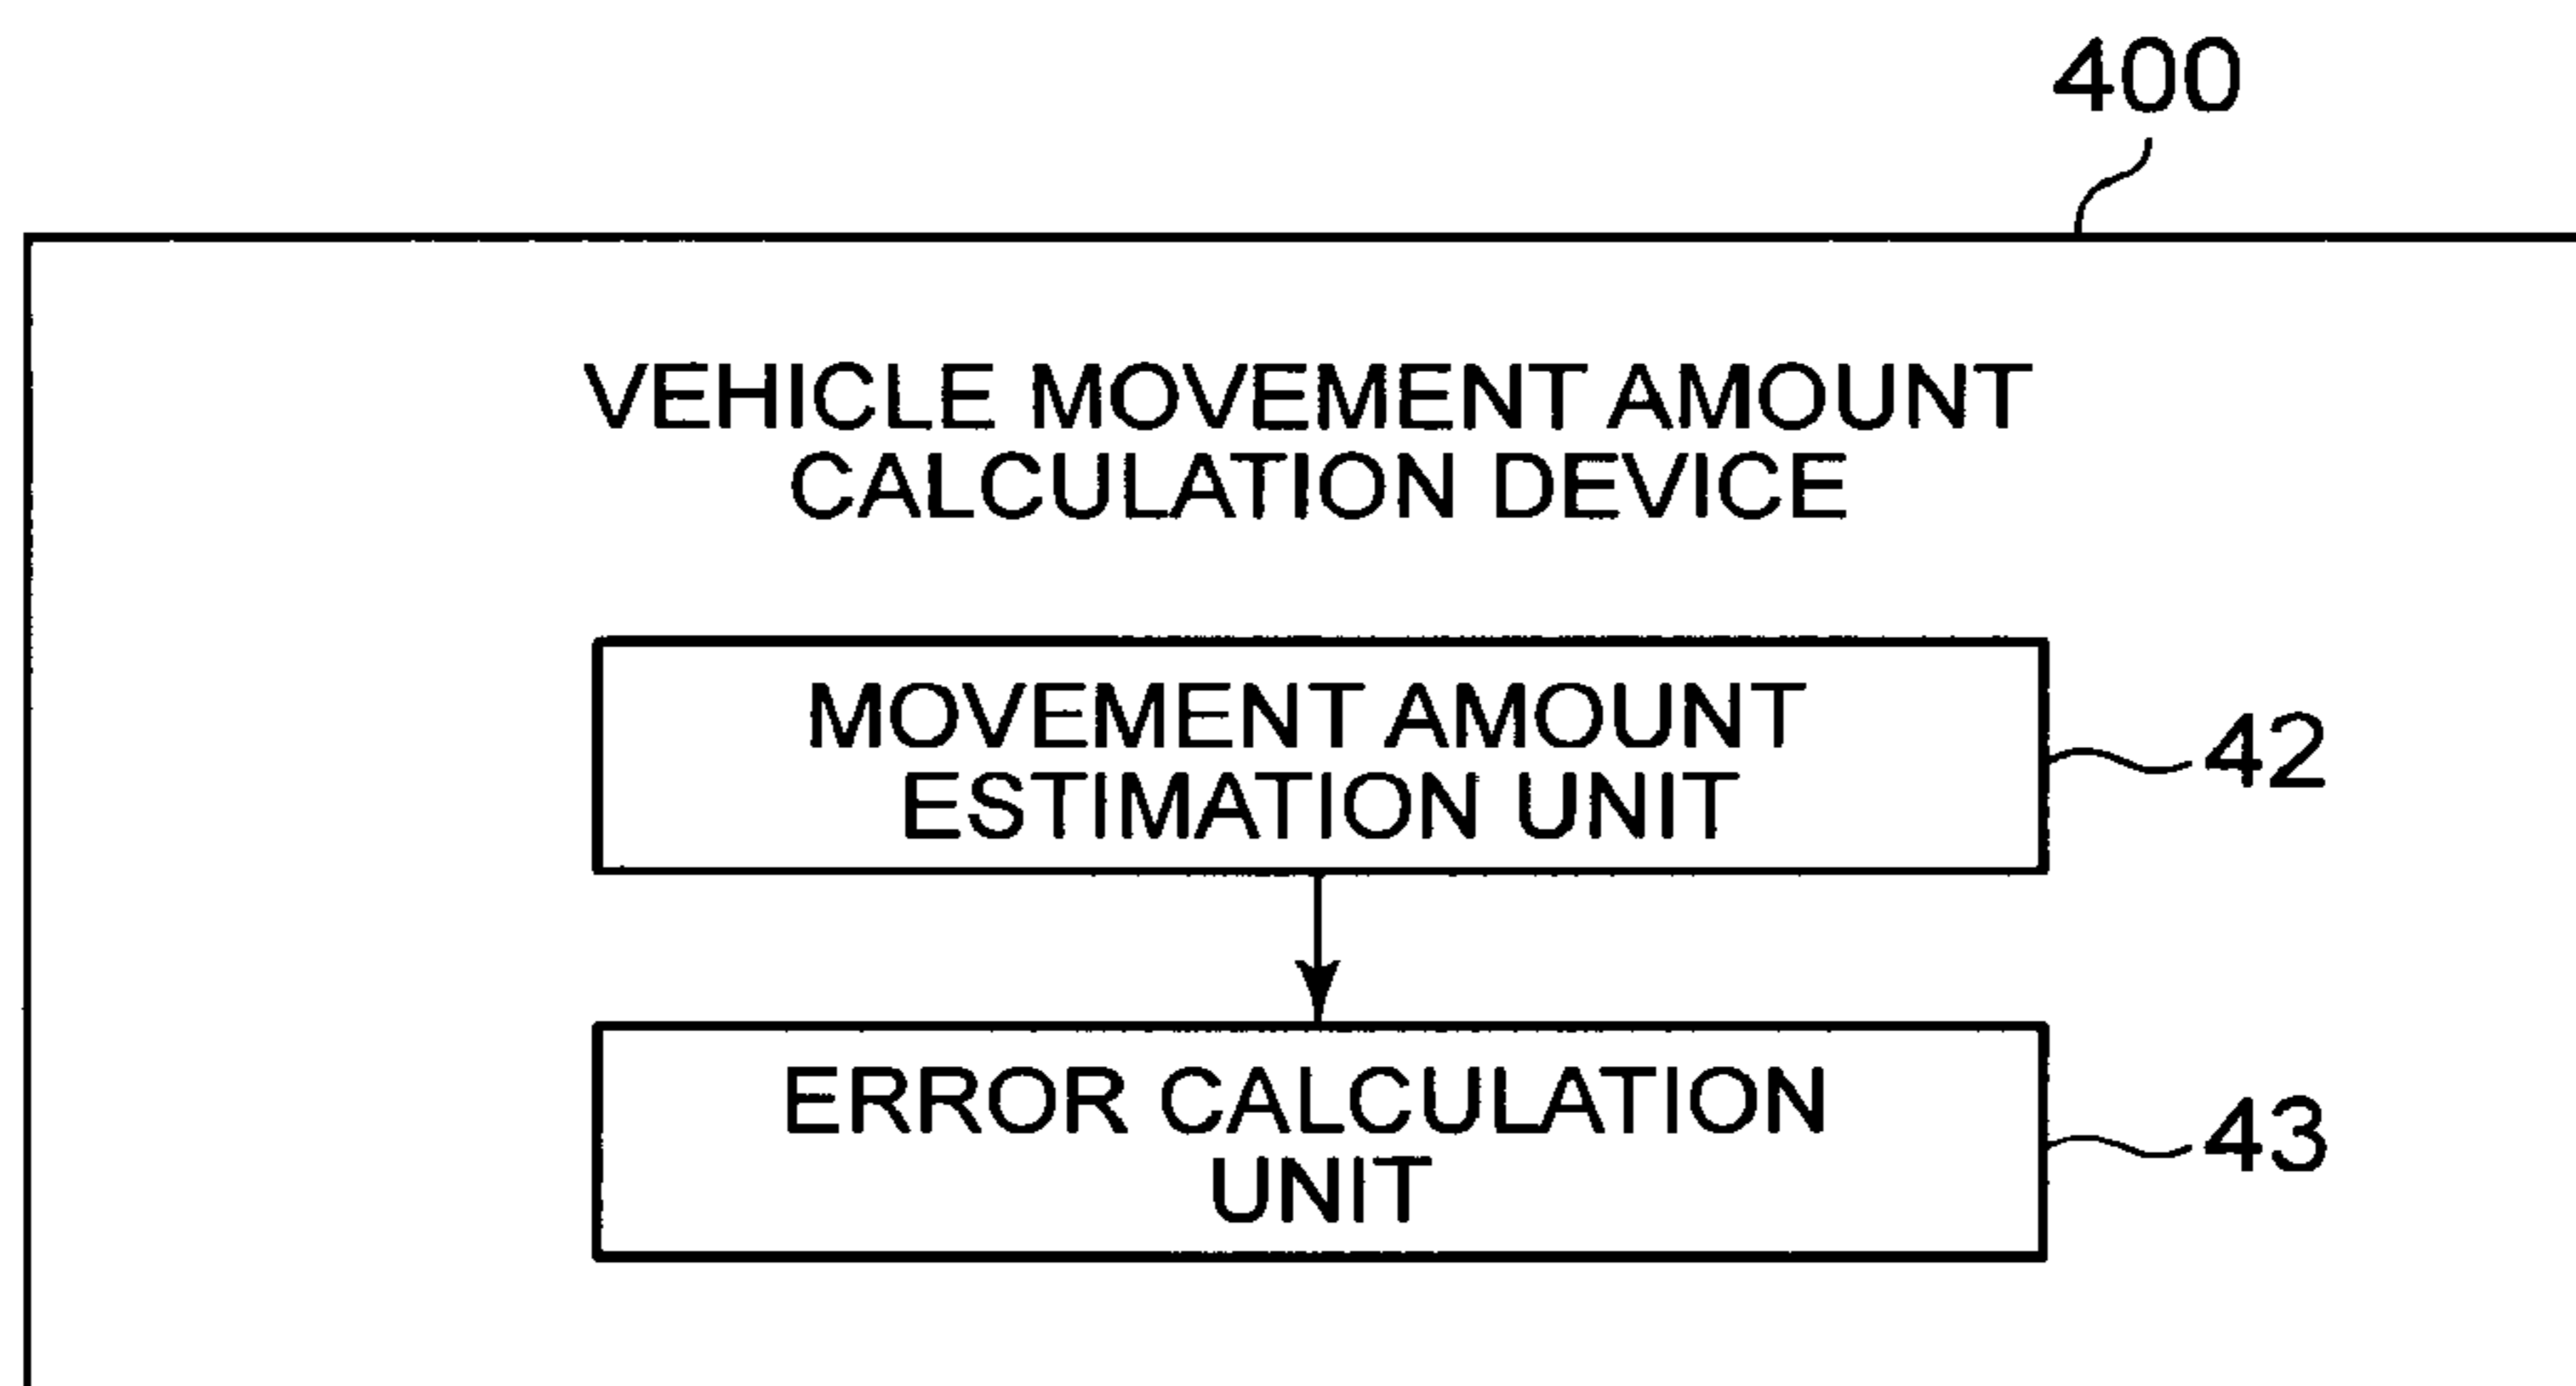 400
VEHICLE MOVEMENT AMOUNT
CALCULATION DEVICE
MOVEMENT AMOUNT
ESTIMATION UNIT
42
ERROR CALCULATION
UNIT
43